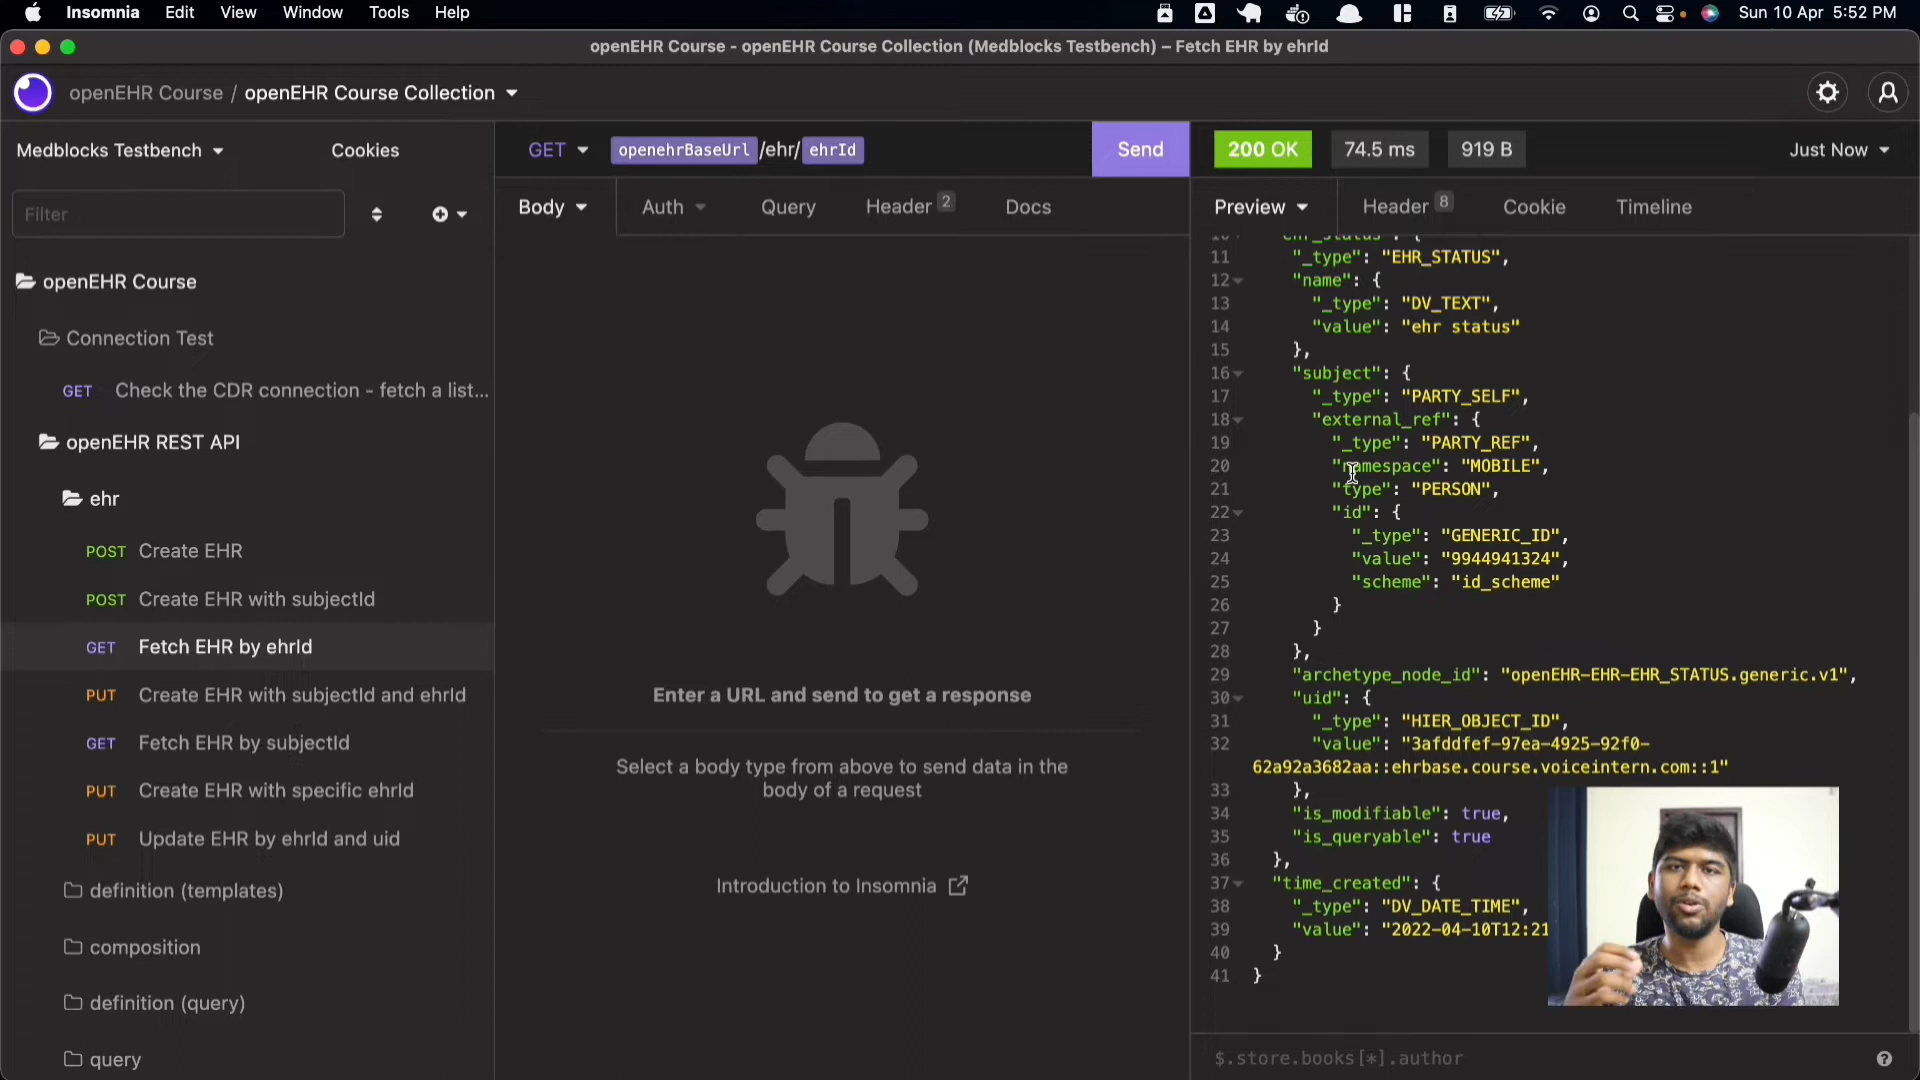 Insomnia Edit View Window Tools Help Sun 10 Apr 5:52 PM
openEHR Course - openEHR Course Collection (Medblocks Testbench) – Fetch EHR by ehrId
openEHR Course / openEHR Course Collection
Medblocks Testbench Cookies
Filter
openEHR Course
Connection Test
GET Check the CDR connection - fetch a list...
openEHR REST API
ehr
POST Create EHR
POST Create EHR with subjectId
GET Fetch EHR by ehrId
PUT Create EHR with subjectId and ehrId
GET Fetch EHR by subjectId
PUT Create EHR with specific ehrId
PUT Update EHR by ehrId and uid
definition (templates)
composition
definition (query)
query
GET openehrBaseUrl /ehr/ ehrId Send
Body Auth Query Header 2 Docs
Enter a URL and send to get a response
Select a body type from above to send data in the
body of a request
Introduction to Insomnia
200 OK 74.5 ms 919 B Just Now
Preview Header 8 Cookie Timeline
11 "_type": "EHR_STATUS",
12 "name": {
13 "_type": "DV_TEXT",
14 "value": "ehr status"
15 },
16 "subject": {
17 "_type": "PARTY_SELF",
18 "external_ref": {
19 "_type": "PARTY_REF",
20 "namespace": "MOBILE",
21 "type": "PERSON",
22 "id": {
23 "_type": "GENERIC_ID",
24 "value": "9944941324",
25 "scheme": "id_scheme"
26 }
27 }
28 },
29 "archetype_node_id": "openEHR-EHR-EHR_STATUS.generic.v1",
30 "uid": {
31 "_type": "HIER_OBJECT_ID",
32 "value": "3afddfef-97ea-4925-92f0-
62a92a3682aa::ehrbase.course.voiceintern.com::1"
33 },
34 "is_modifiable": true,
35 "is_queryable": true
36 },
37 "time_created": {
38 "_type": "DV_DATE_TIME",
39 "value": "2022-04-10T12:21
40 }
41 }
$.store.books[*].author